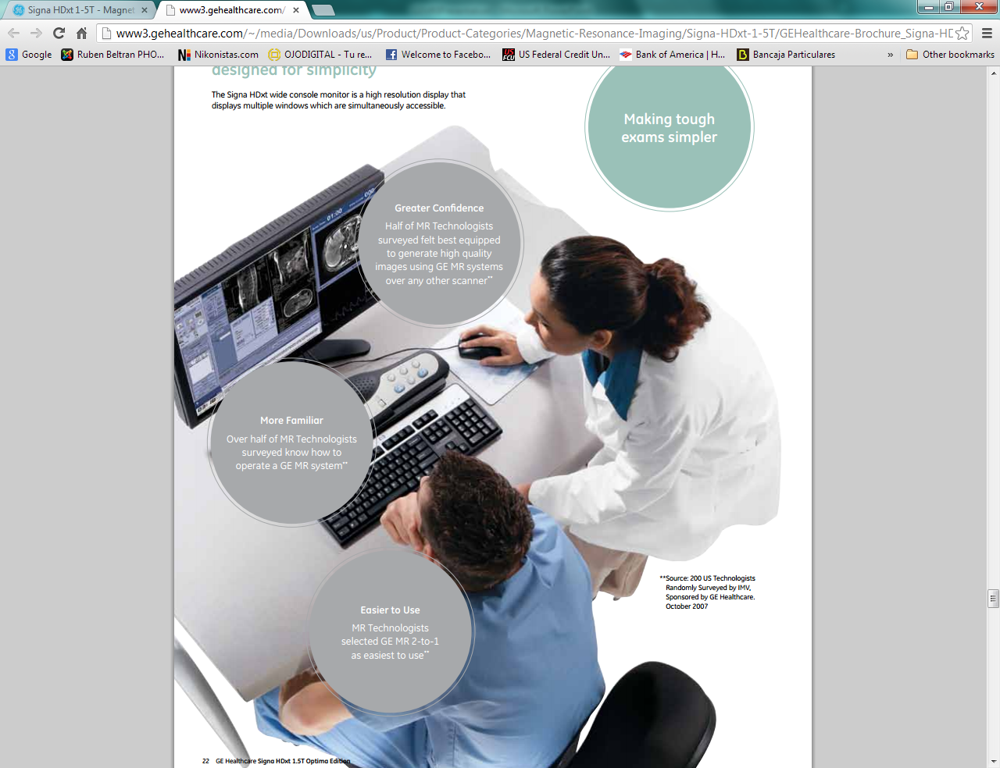 Signa HDxt 1-5T - Magnet
www3.gehealthcare.com/
www3.gehealthcare.com/~/media/Downloads/us/Product/Product-Categories/Magnetic-Resonance-Imaging/Signa-HDxt-1-5T/GEHealthcare-Brochure_Signa-HD
Google
Ruben Beltran PHO...
Nikonistas.com
OJODIGITAL - Tu re...
Welcome to Facebo...
US Federal Credit Un...
Bank of America | H...
Bancaja Particulares
»
Other bookmarks
designed for simplicity
The Signa HDxt wide console monitor is a high resolution display that
displays multiple windows which are simultaneously accessible.
Making tough
exams simpler
Greater Confidence
Half of MR Technologists
surveyed felt best equipped
to generate high quality
images using GE MR systems
over any other scanner**
01:00
More Familiar
Over half of MR Technologists
surveyed know how to
operate a GE MR system**
Easier to Use
MR Technologists
selected GE MR 2-to-1
as easiest to use**
**Source: 200 US Technologists
Randomly Surveyed by IMV,
Sponsored by GE Healthcare.
October 2007
22 GE Healthcare Signa HDxt 1.5T Optima Edition